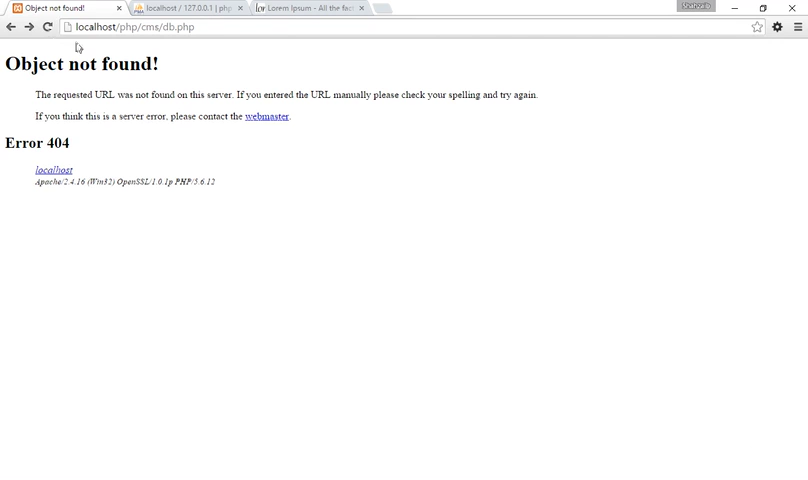 Object not found!
localhost / 127.0.0.1 | php
Lorem Ipsum - All the fact
Shahzaib
localhost/php/cms/db.php
Object not found!
The requested URL was not found on this server. If you entered the URL manually please check your spelling and try again.
If you think this is a server error, please contact the webmaster.
Error 404
localhost
Apache/2.4.16 (Win32) OpenSSL/1.0.1p PHP/5.6.12